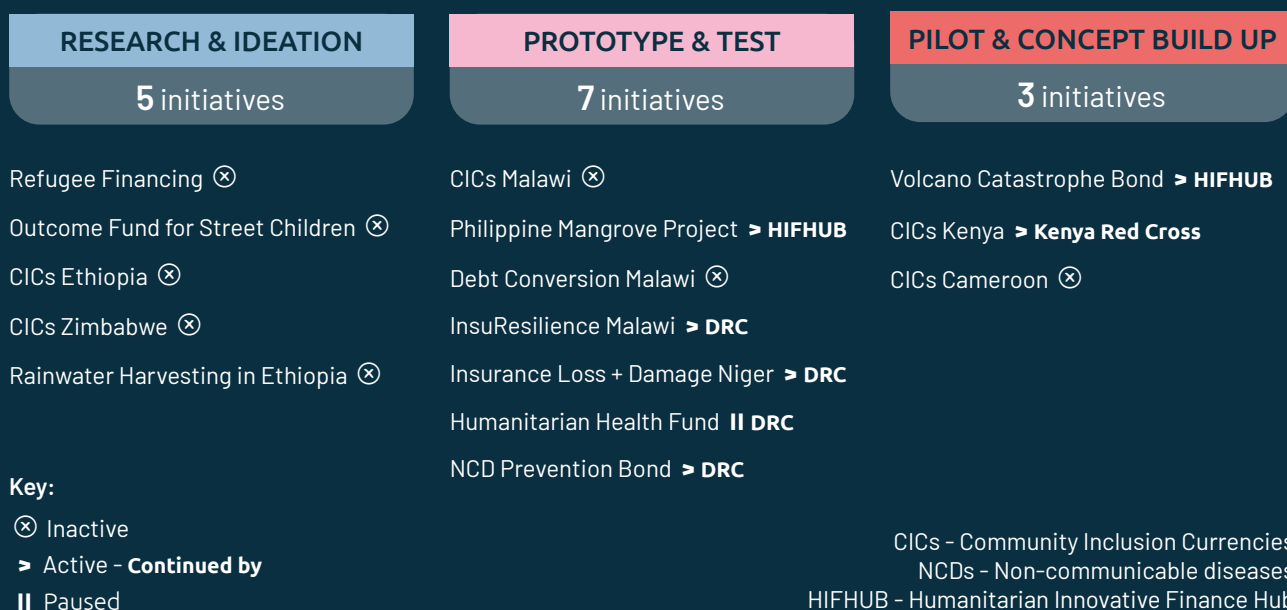 RESEARCH & IDEATION
5 initiatives
Refugee Financing ⓧ
Outcome Fund for Street Children ⓧ
CICs Ethiopia ⓧ
CICs Zimbabwe ⓧ
Rainwater Harvesting in Ethiopia ⓧ
PROTOTYPE & TEST
7 initiatives
CICs Malawi ⓧ
Philippine Mangrove Project > HIFHUB
Debt Conversion Malawi ⓧ
InsuResilience Malawi > DRC
Insurance Loss + Damage Niger > DRC
Humanitarian Health Fund II DRC
NCD Prevention Bond > DRC
PILOT & CONCEPT BUILD UP
3 initiatives
Volcano Catastrophe Bond > HIFHUB
CICs Kenya > Kenya Red Cross
CICs Cameroon ⓧ
Key:
ⓧ Inactive
> Active - Continued by
II Paused
CICs - Community Inclusion Currencies
NCDs - Non-communicable diseases
HIFHUB - Humanitarian Innovative Finance Hub